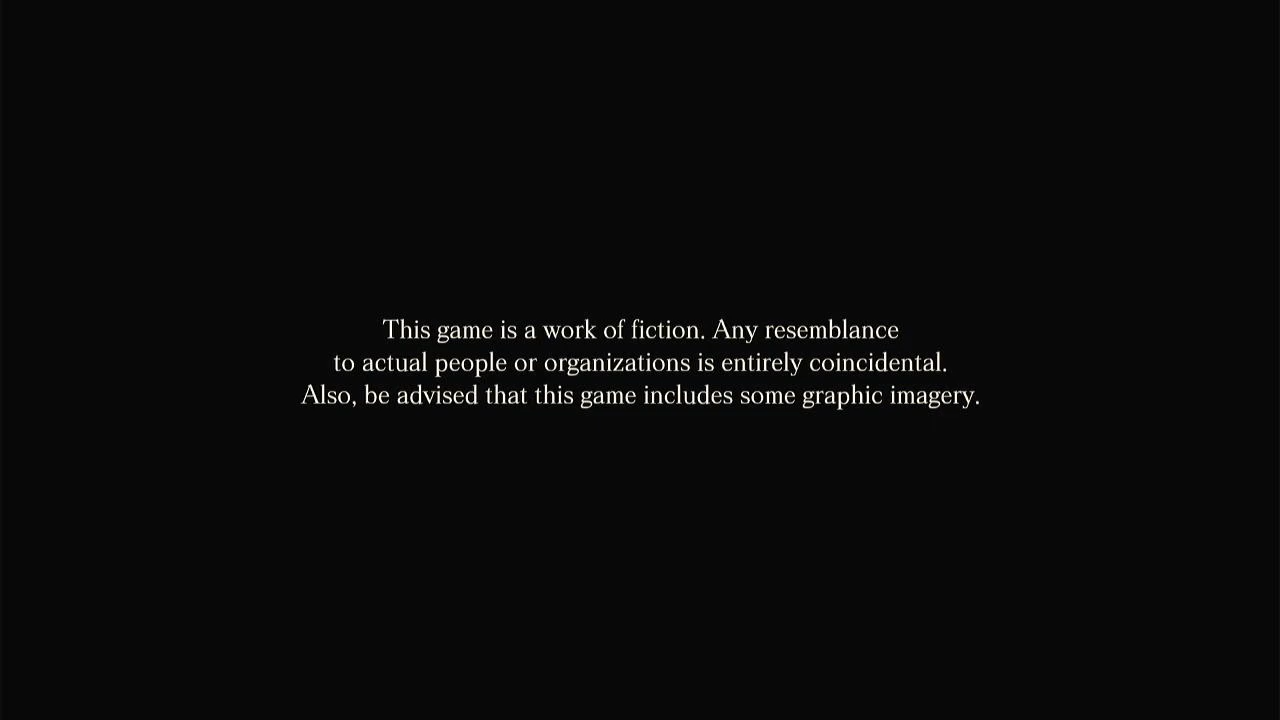 This game is a work of fiction. Any resemblance
to actual people or organizations is entirely coincidental.
Also, be advised that this game includes some graphic imagery.